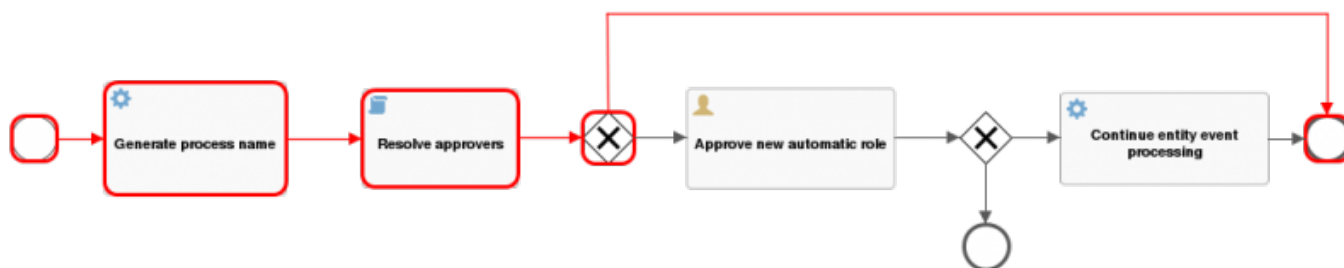 Generate process name
Resolve approvers
Approve new automatic role
Continue entity event
processing